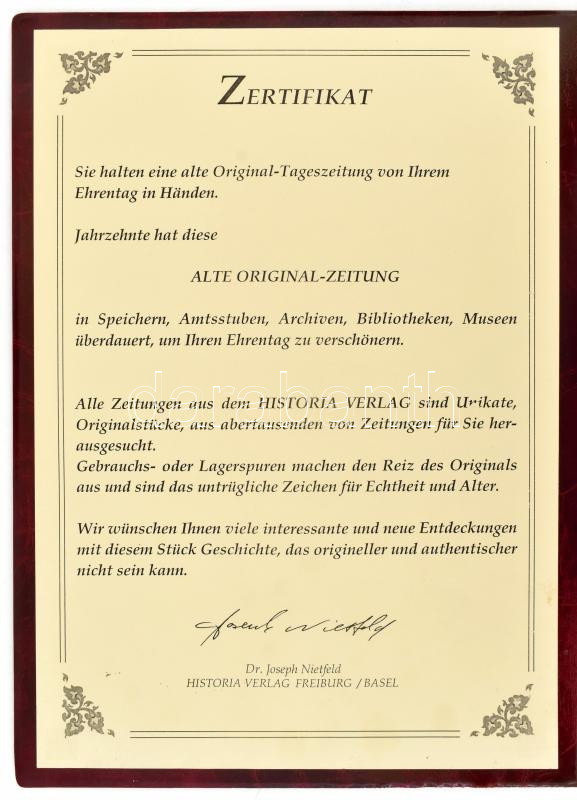 ZERTIFIKAT
Sie halten eine alte Original-Tageszeitung von Ihrem
Ehrentag in Händen.
Jahrzehnte hat diese
ALTE ORIGINAL-ZEITUNG
in Speichern, Amtsstuben, Archiven, Bibliotheken, Museen
überdauert, um Ihren Ehrentag zu verschönern.
darabanth
Alle Zeitungen aus dem HISTORIA VERLAG sind Unikate,
Originalstücke, aus abertausenden von Zeitungen für Sie her-
ausgesucht.
Gebrauchs- oder Lagerspuren machen den Reiz des Originals
aus und sind das untrügliche Zeichen für Echtheit und Alter.
Wir wünschen Ihnen viele interessante und neue Entdeckungen
mit diesem Stück Geschichte, das origineller und authentischer
nicht sein kann.
Joseph Nietfeld
Dr. Joseph Nietfeld
HISTORIA VERLAG FREIBURG / BASEL